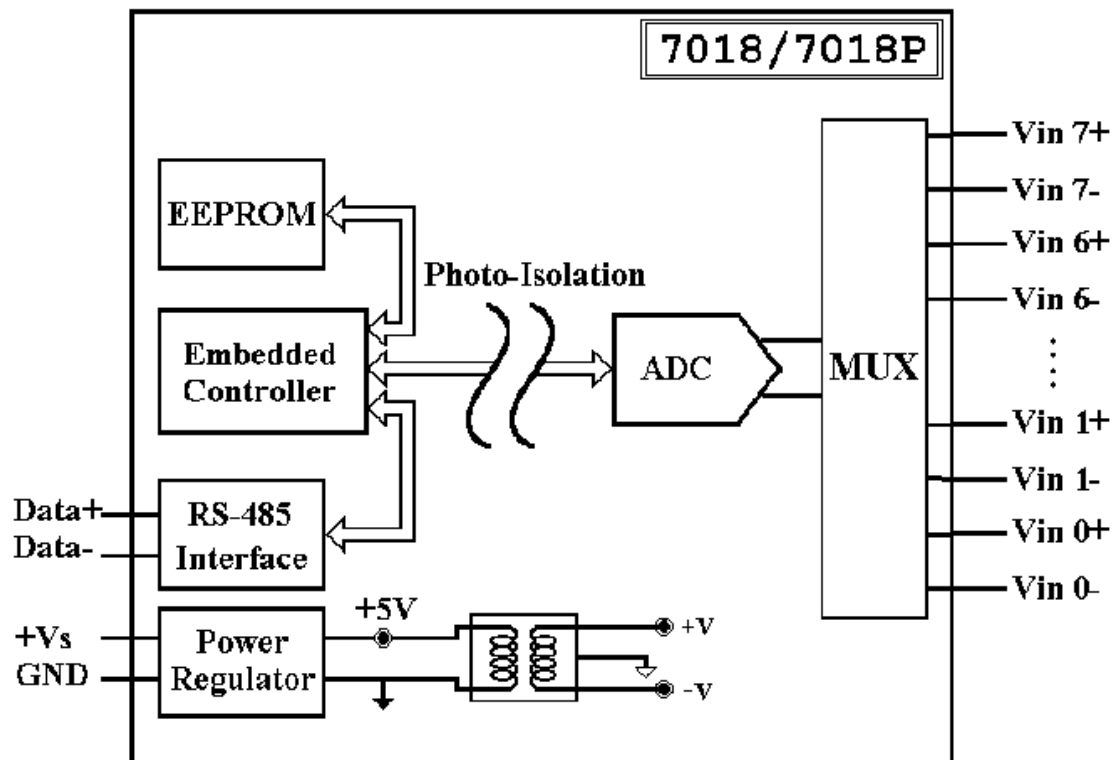 7018/7018P
EEPROM
Photo-Isolation
Embedded
Controller
ADC
MUX
Vin 7+
Vin 7-
Vin 6+
Vin 6-
Vin 1+
Vin 1-
Vin 0+
Vin 0-
Data+
Data-
RS-485
Interface
+Vs
GND
Power
Regulator
+5V
+V
-V